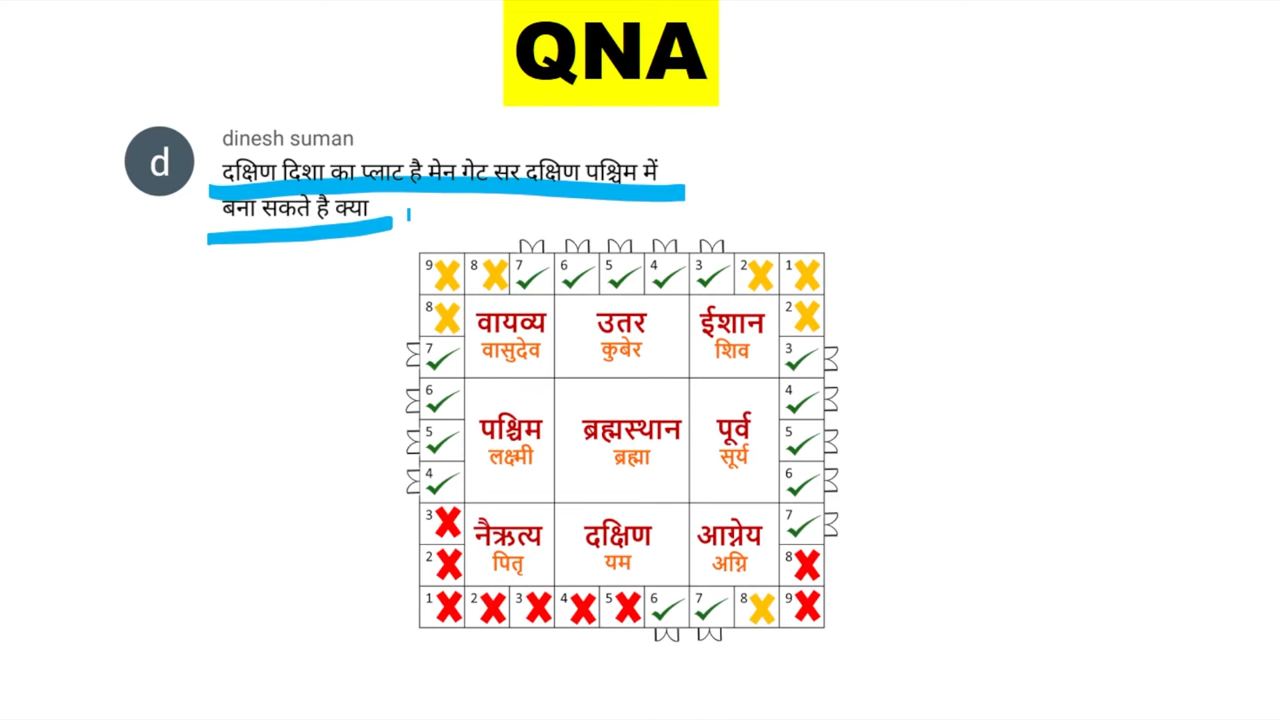 QNA
d
dinesh suman
दक्षिण दिशा का प्लाट है मेन गेट सर दक्षिण पश्चिम में
बना सकते है क्या
9 8 7 6 5 4 3 2 1
8 वायव्य उतर ईशान 2
वासुदेव कुबेर शिव
7 3
6 4
5 पश्चिम ब्रह्मस्थान पूर्व 5
लक्ष्मी ब्रह्मा सूर्य
4 6
3 नैऋत्य दक्षिण आग्नेय 7
पितृ यम अग्नि
2 8
1 2 3 4 5 6 7 8 9